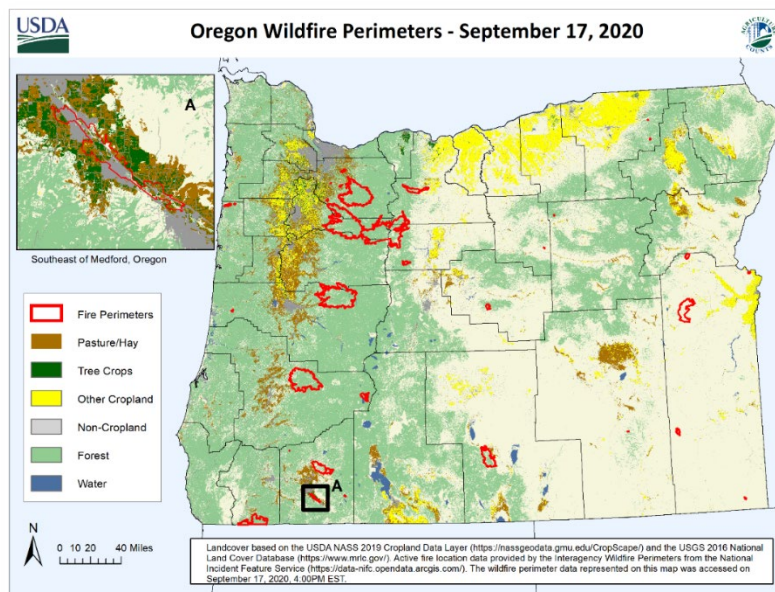 USDA
Oregon Wildfire Perimeters - September 17, 2020
AGRICULTURE COUNTS
A
Southeast of Medford, Oregon
Fire Perimeters
Pasture/Hay
Tree Crops
Other Cropland
Non-Cropland
Forest
Water
A
N
0 10 20 40 Miles
Landcover based on the USDA NASS 2019 Cropland Data Layer (https://nassgeodata.gmu.edu/CropScape/) and the USGS 2016 National
Land Cover Database (https://www.mrlc.gov/). Active fire location data provided by the Interagency Wildfire Perimeters from the National
Incident Feature Service (https://data-nifc.opendata.arcgis.com/). The wildfire perimeter data represented on this map was accessed on
September 17, 2020, 4:00PM EST.